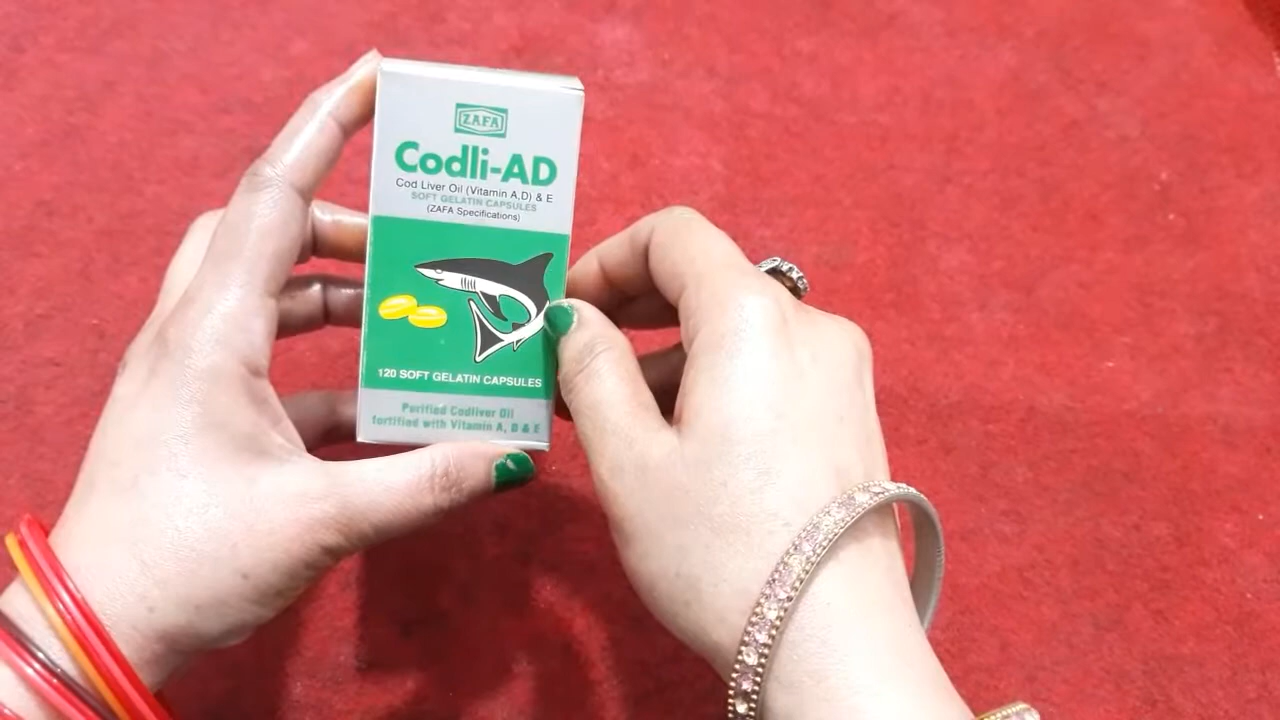 ZAFA
Codli-AD
Cod Liver Oil (Vitamin A,D) & E
SOFT GELATIN CAPSULES
(ZAFA Specifications)
120 SOFT GELATIN CAPSULES
Purified Codliver Oil
fortified with Vitamin A, D & E